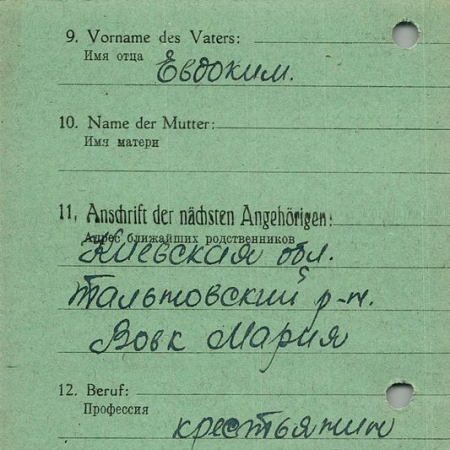 9. Vorname des Vaters:
Имя отца
Евдоким.
10. Name der Mutter:
Имя матери
11. Anschrift der nächsten Angehörigen:
Адрес ближайших родственников
Киевская обл.
Тальновский р-н.
Вовк Мария
12. Beruf:
Профессия
крестьянин